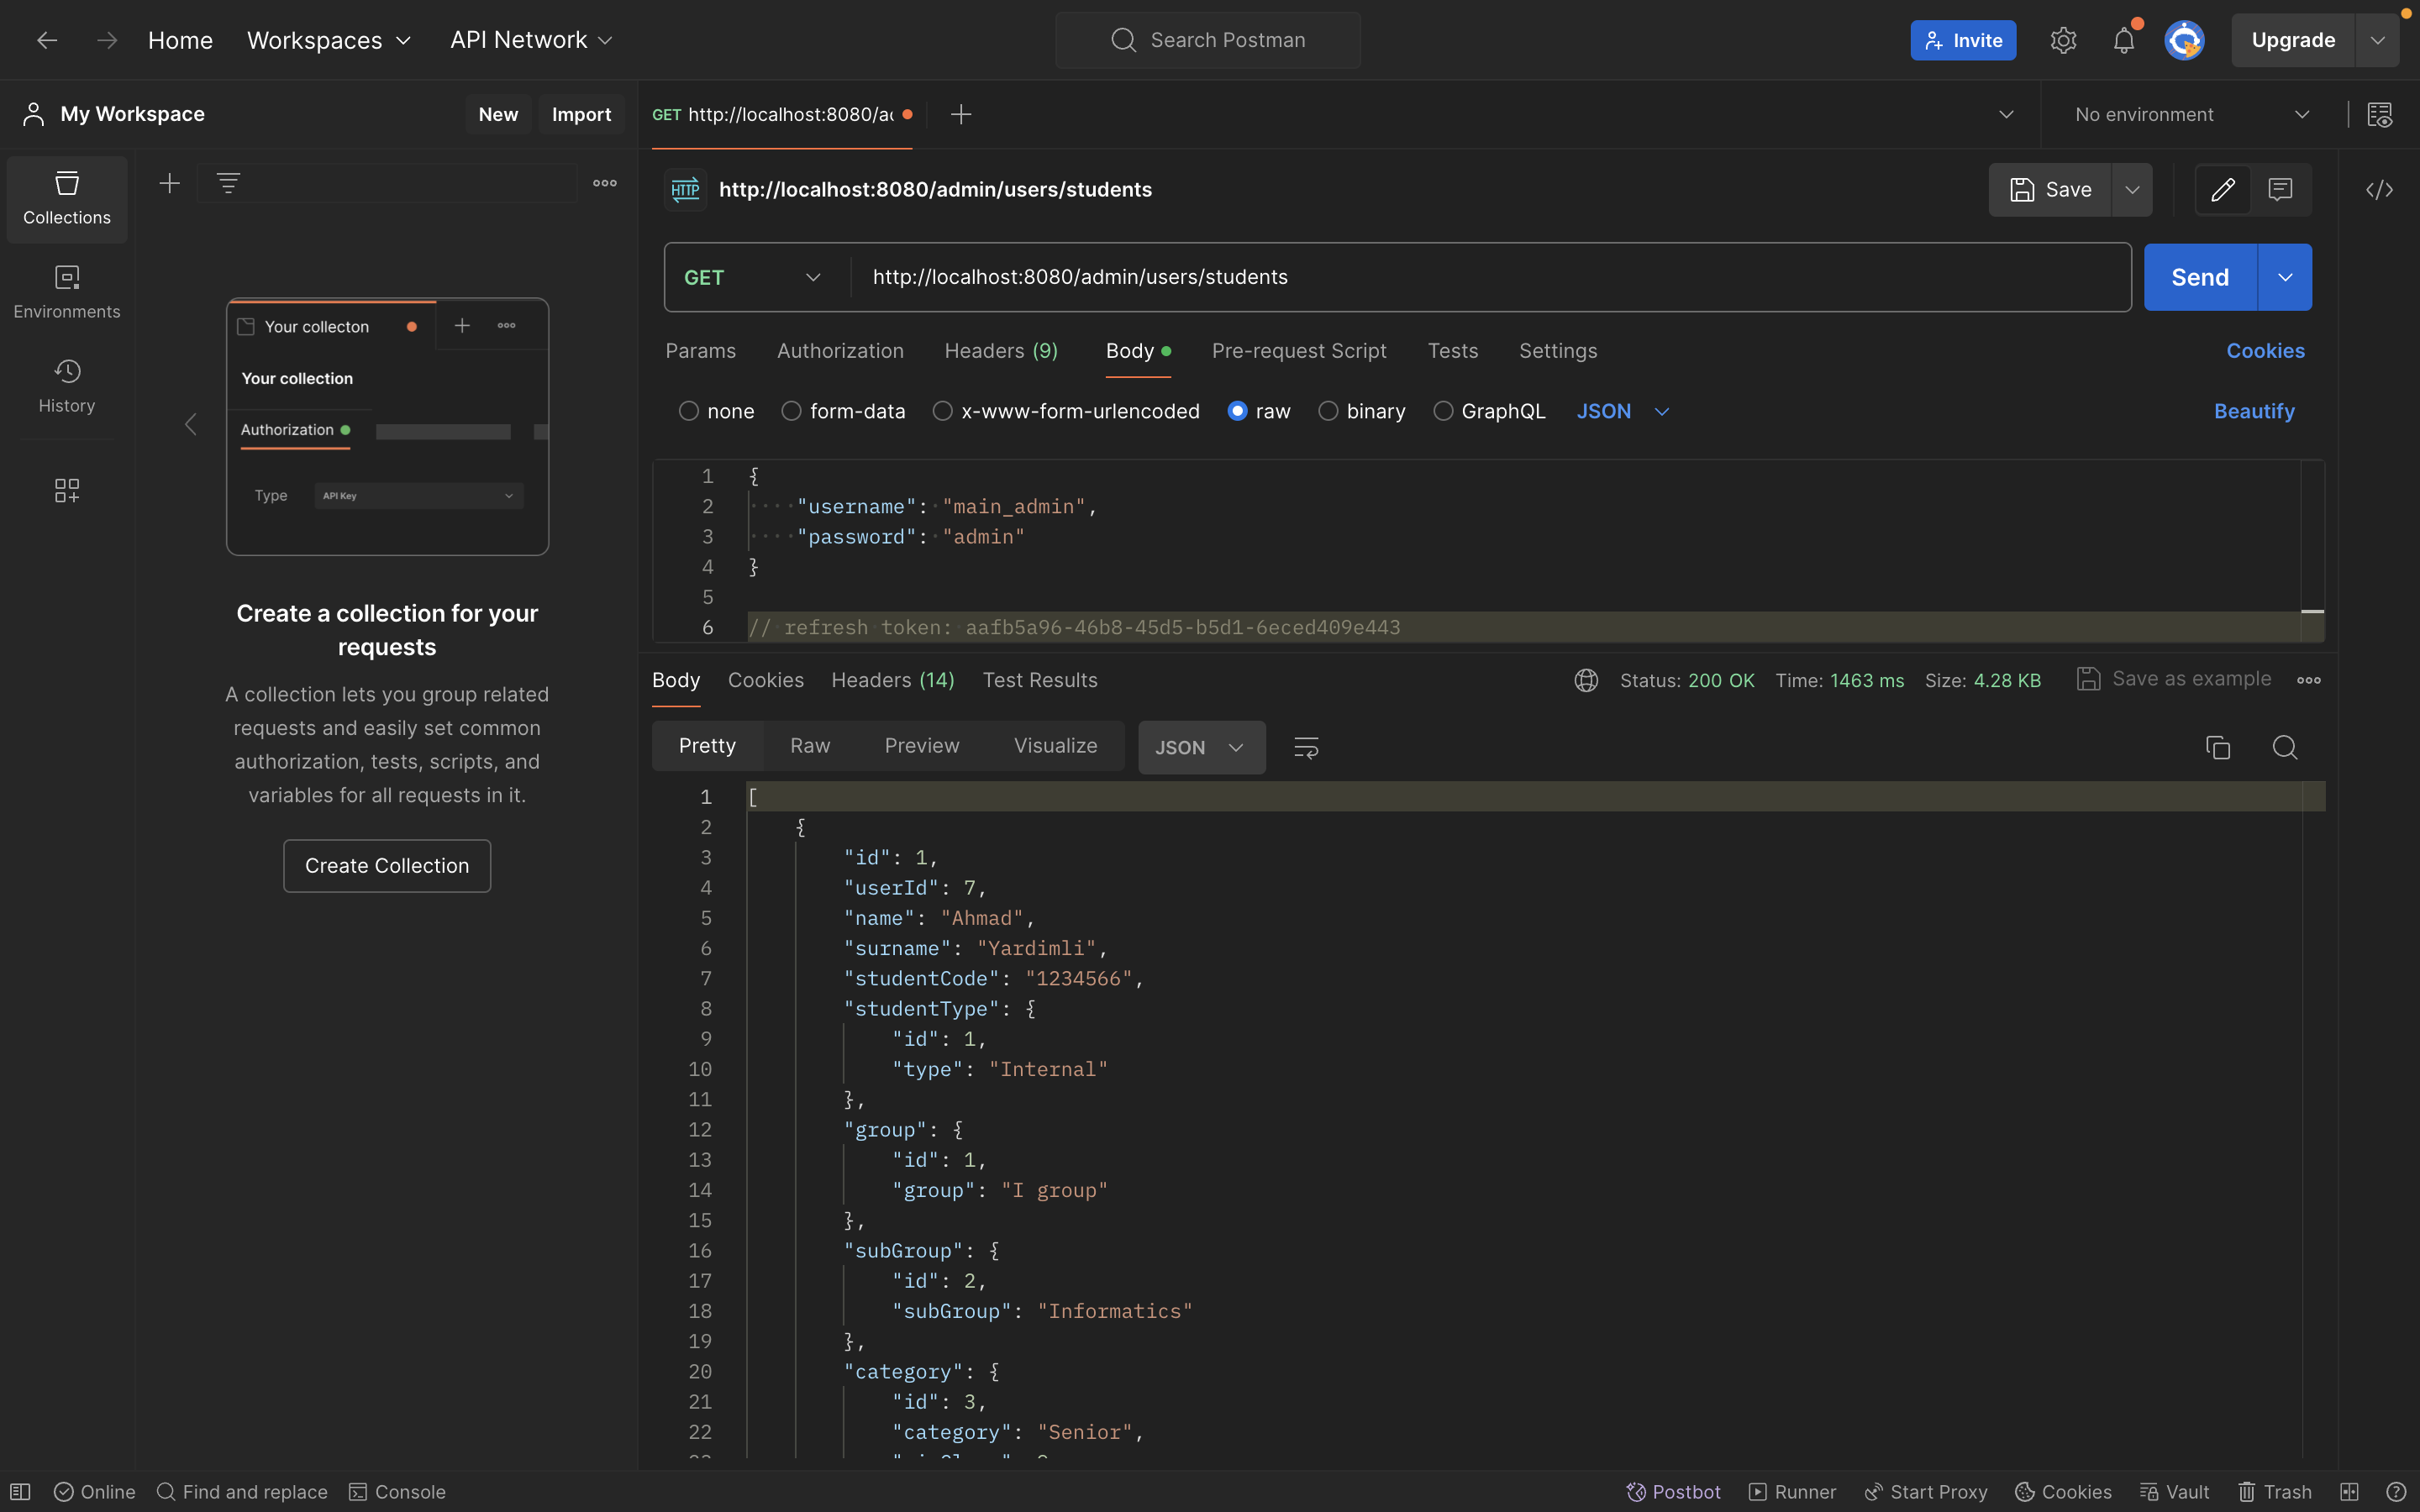 Home Workspaces API Network Search Postman Invite Upgrade
My Workspace New Import GET http://localhost:8080/a No environment
Collections
Environments
History
Your collecton
Your collection
Authorization
Type API Key
Create a collection for your
requests
A collection lets you group related
requests and easily set common
authorization, tests, scripts, and
variables for all requests in it.
Create Collection
HTTP http://localhost:8080/admin/users/students Save
GET http://localhost:8080/admin/users/students Send
Params Authorization Headers (9) Body Pre-request Script Tests Settings Cookies
none form-data x-www-form-urlencoded raw binary GraphQL JSON Beautify
1 {
2 "username": "main_admin",
3 "password": "admin"
4 }
5
6 // refresh token: aafb5a96-46b8-45d5-b5d1-6eced409e443
Body Cookies Headers (14) Test Results Status: 200 OK Time: 1463 ms Size: 4.28 KB Save as example
Pretty Raw Preview Visualize JSON
1 [
2 {
3 "id": 1,
4 "userId": 7,
5 "name": "Ahmad",
6 "surname": "Yardimli",
7 "studentCode": "1234566",
8 "studentType": {
9 "id": 1,
10 "type": "Internal"
11 },
12 "group": {
13 "id": 1,
14 "group": "I group"
15 },
16 "subGroup": {
17 "id": 2,
18 "subGroup": "Informatics"
19 },
20 "category": {
21 "id": 3,
22 "category": "Senior",
Online Find and replace Console Postbot Runner Start Proxy Cookies Vault Trash